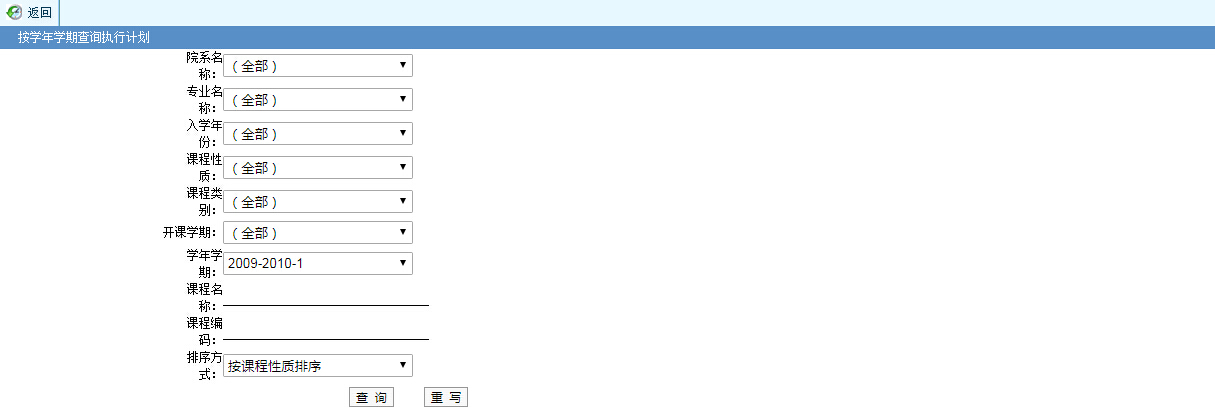 返回
按学年学期查询执行计划
院系名
称：
（全部）
专业名
称：
（全部）
入学年
份：
（全部）
课程性
质：
（全部）
课程类
别：
（全部）
开课学期：
（全部）
学年学
期：
2009-2010-1
课程名
称：
课程编
码：
排序方
式：
按课程性质排序
查 询
重 写